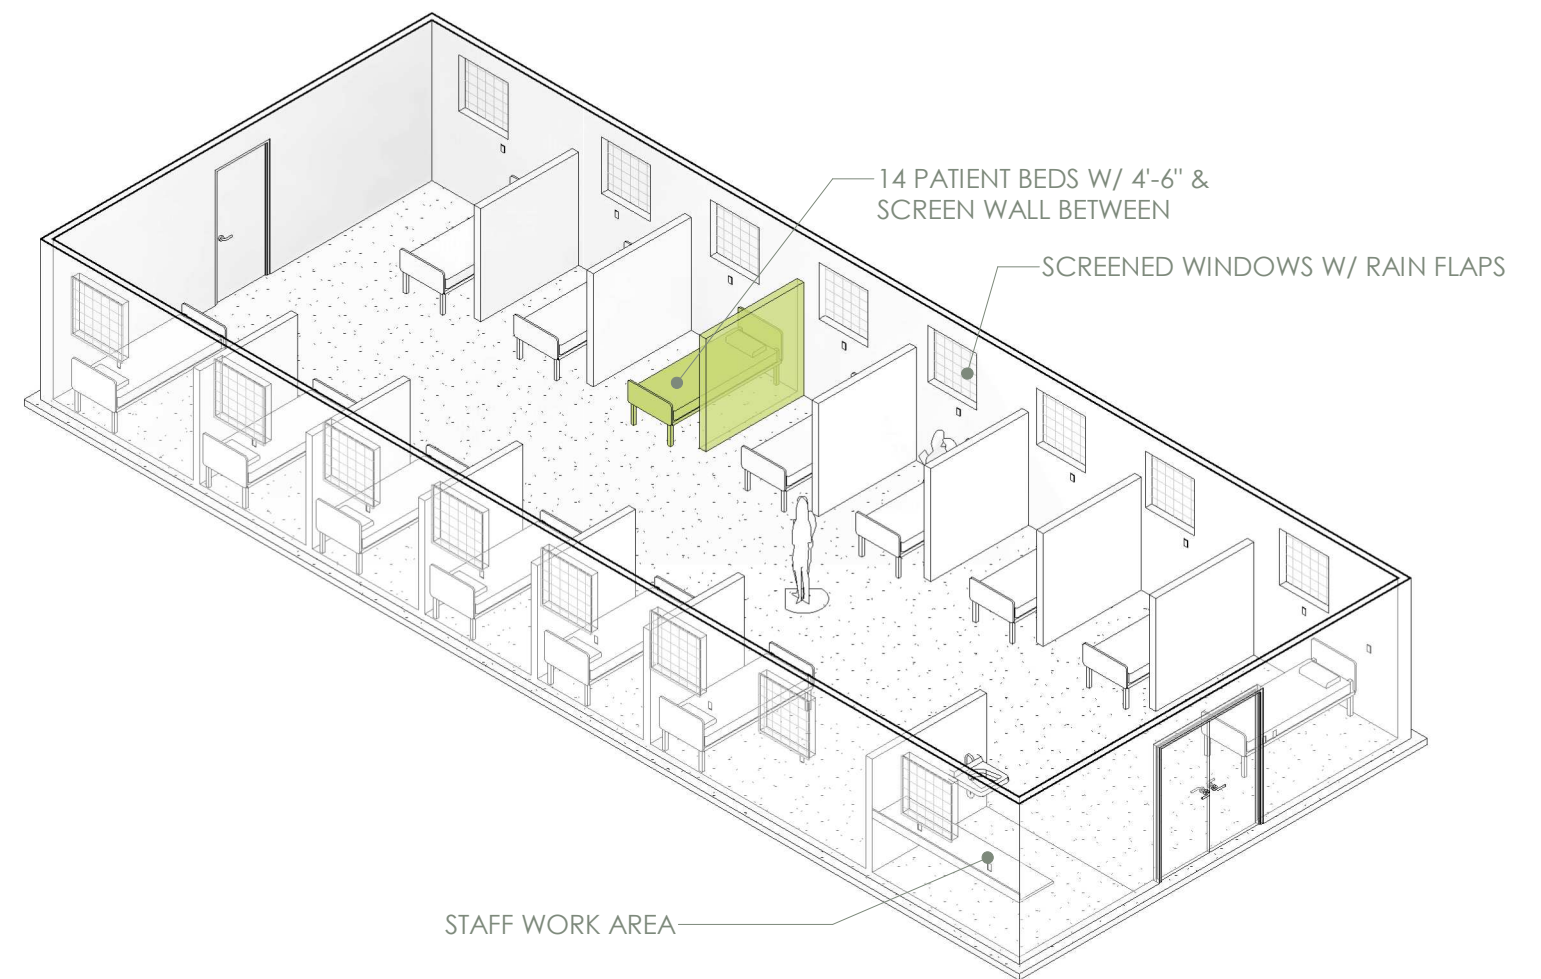 14 PATIENT BEDS W/ 4'-6" &
SCREEN WALL BETWEEN
SCREENED WINDOWS W/ RAIN FLAPS
STAFF WORK AREA